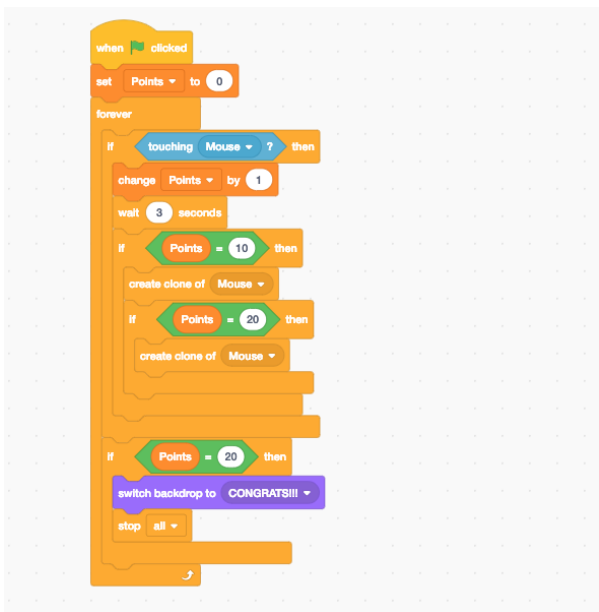 when clicked
set Points to 0
forever
if touching Mouse ? then
change Points by 1
wait 3 seconds
if Points = 10 then
create clone of Mouse
if Points = 20 then
create clone of Mouse
if Points = 20 then
switch backdrop to CONGRATS!!!
stop all